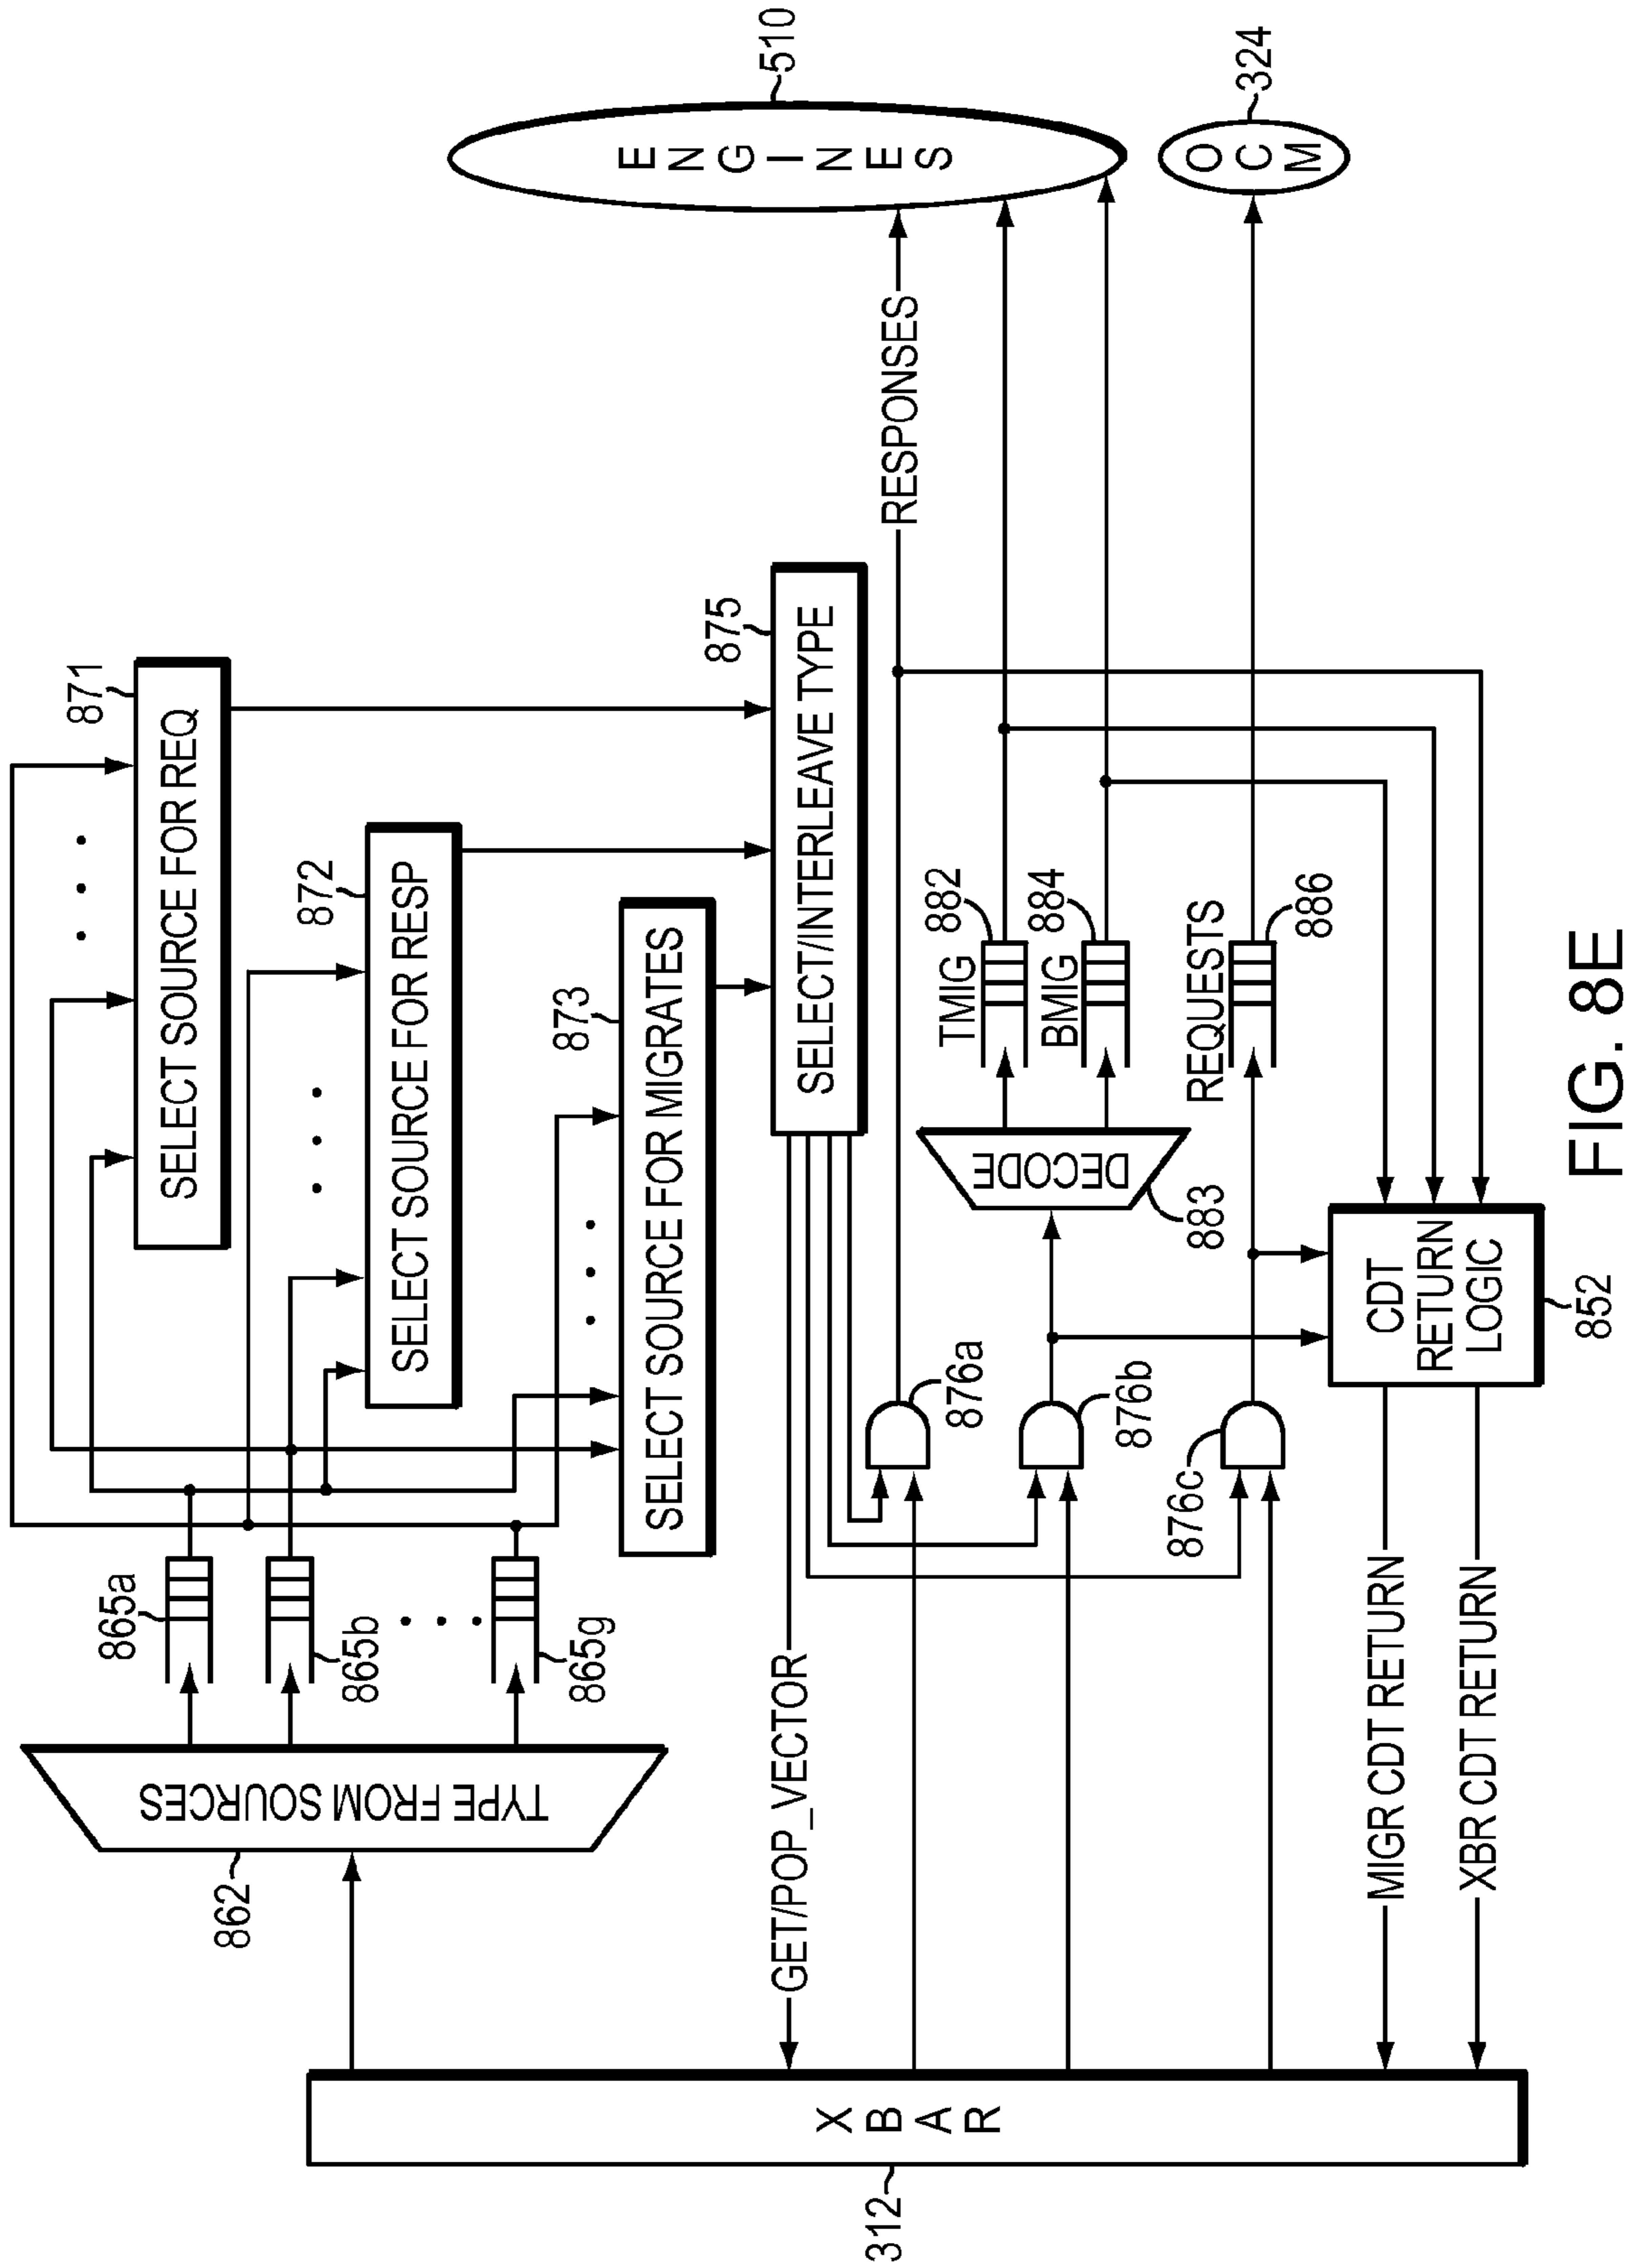 862
TYPE FROM SOURCES
865a
865b
865g
871
SELECT SOURCE FOR REQ
872
SELECT SOURCE FOR RESP
873
SELECT SOURCE FOR MIGRATES
875
SELECT/INTERLEAVE TYPE
GET/POP_VECTOR
312
XBAR
876a
876b
876c
DECODE
883
TMIG
882
BMIG
884
REQUESTS
886
RESPONSES
ENGINES
510
OCM
324
CDT
RETURN
LOGIC
852
MIGR CDT RETURN
XBR CDT RETURN
FIG. 8E